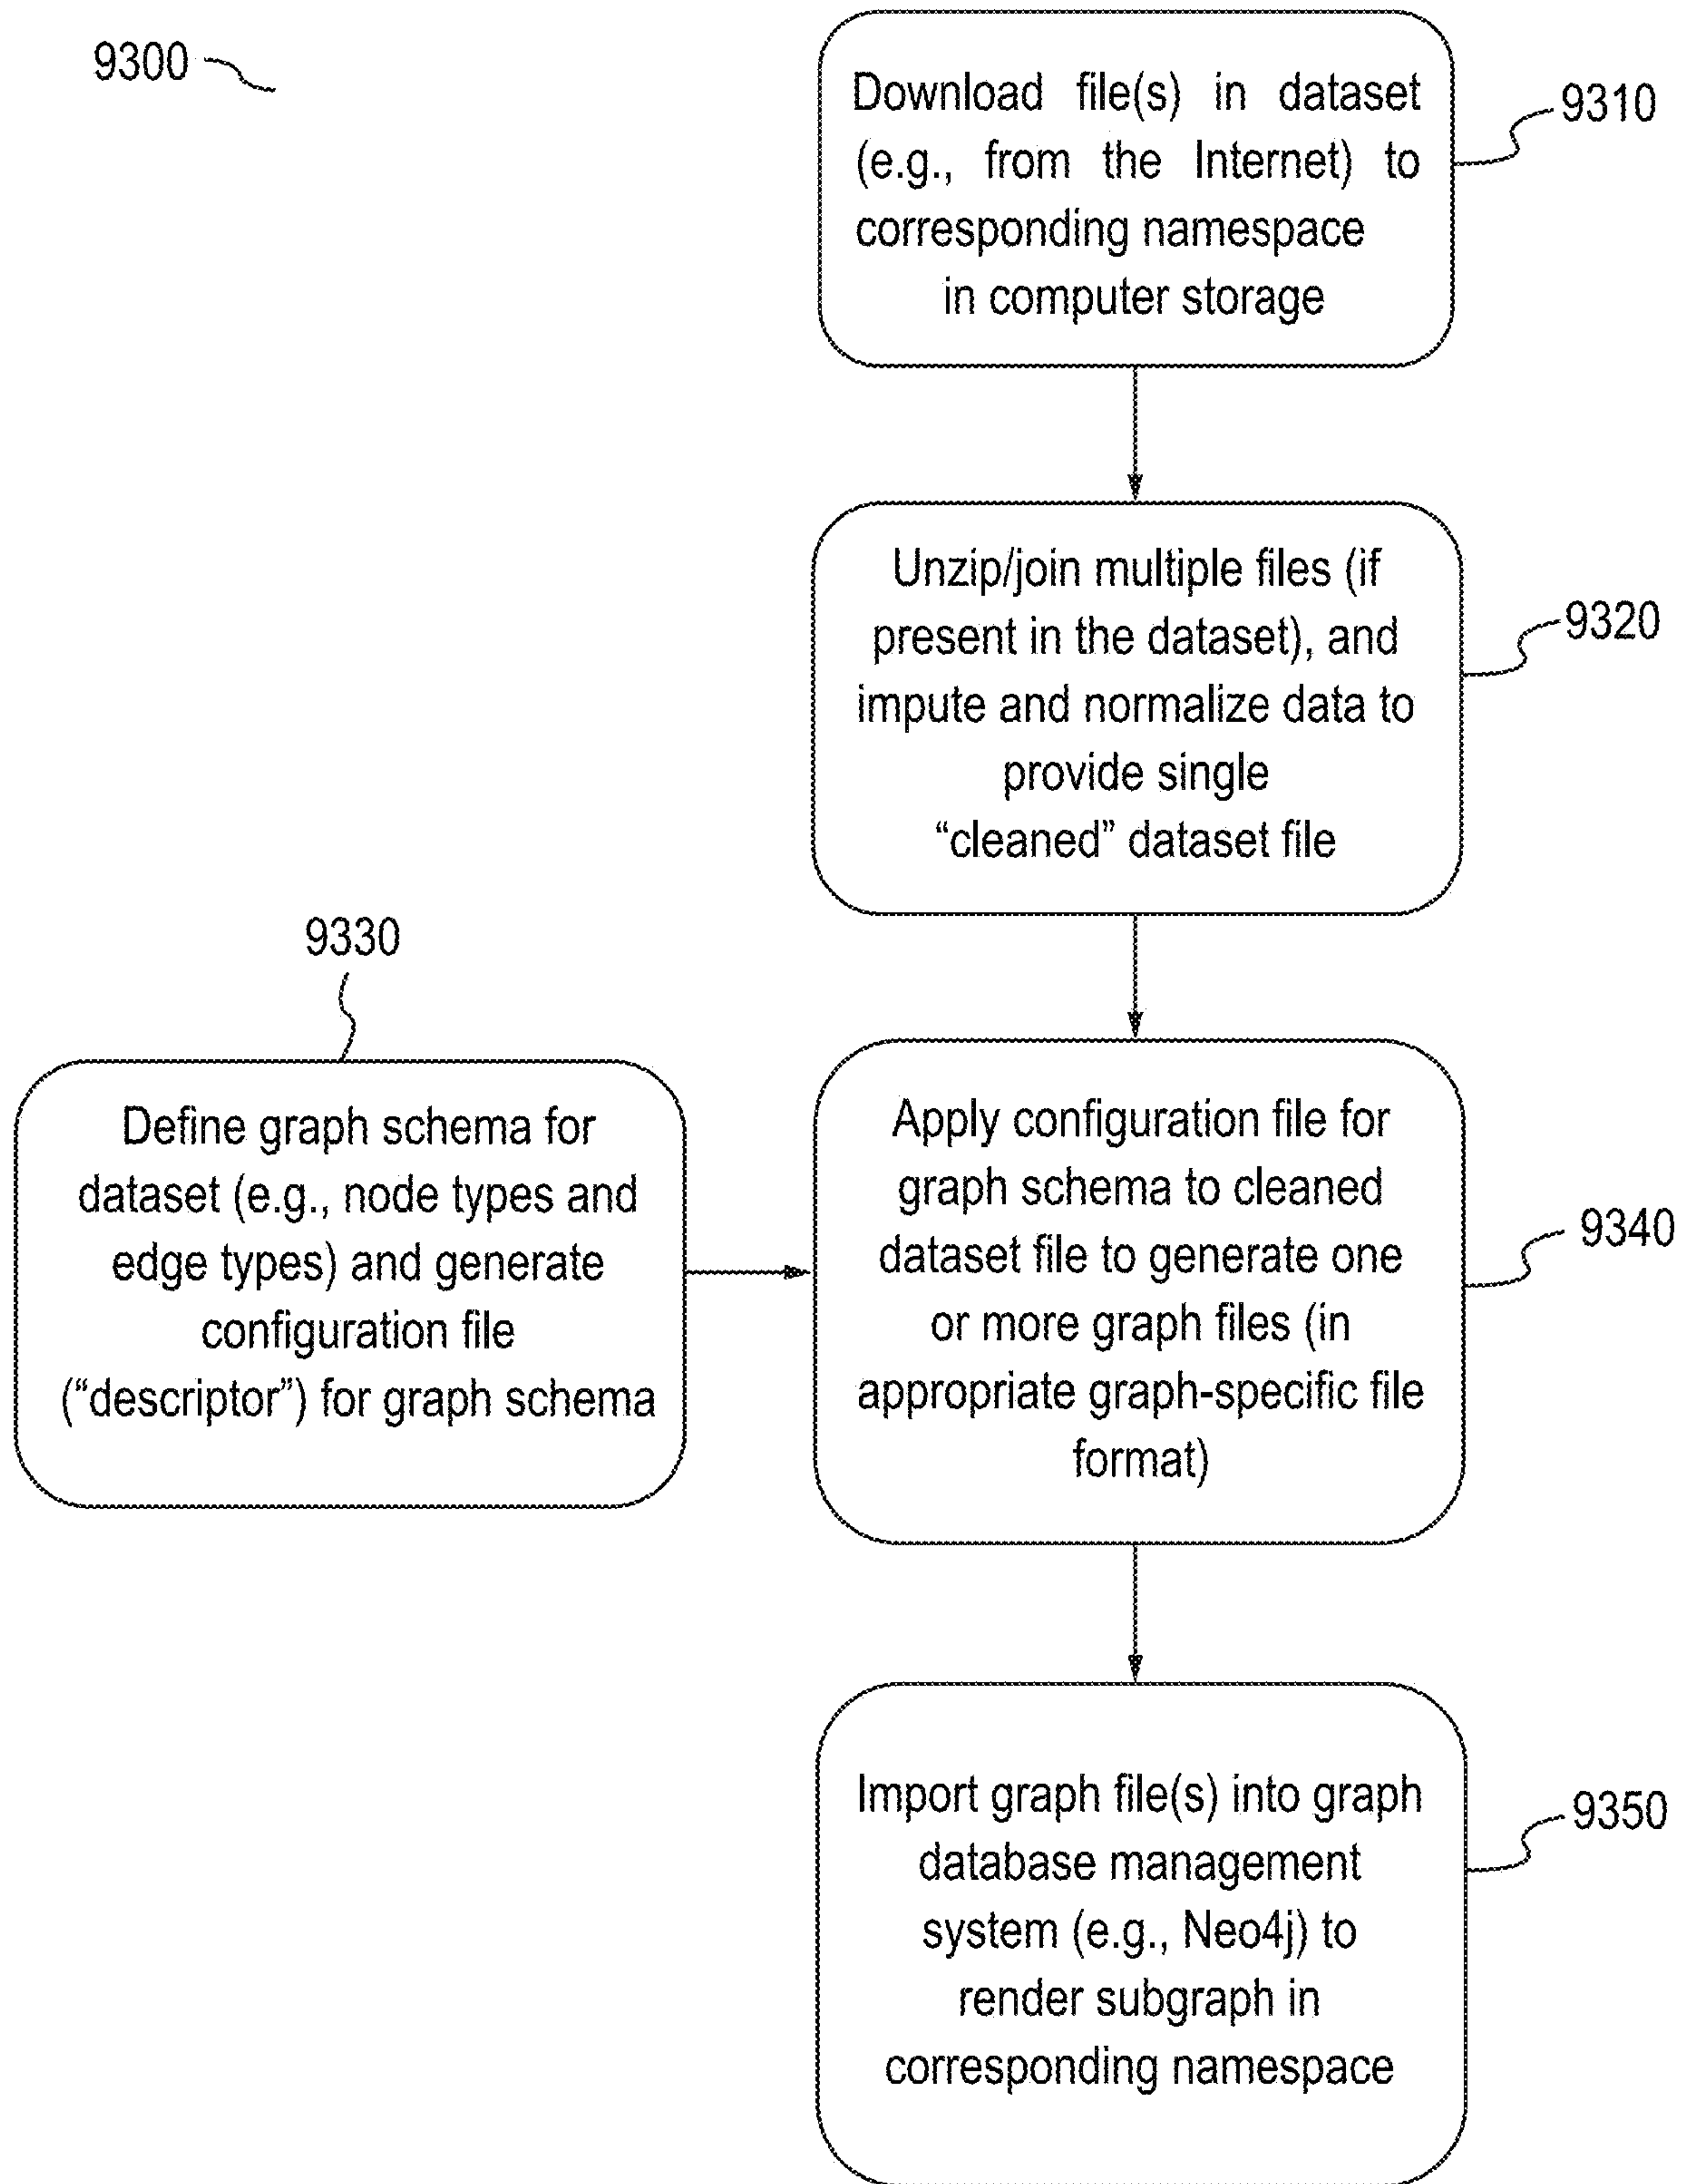 9300
Download file(s) in dataset
(e.g., from the Internet) to
corresponding namespace
in computer storage
9310
Unzip/join multiple files (if
present in the dataset), and
impute and normalize data to
provide single
“cleaned” dataset file
9320
9330
Define graph schema for
dataset (e.g., node types and
edge types) and generate
configuration file
(“descriptor”) for graph schema
Apply configuration file for
graph schema to cleaned
dataset file to generate one
or more graph files (in
appropriate graph-specific file
format)
9340
Import graph file(s) into graph
database management
system (e.g., Neo4j) to
render subgraph in
corresponding namespace
9350